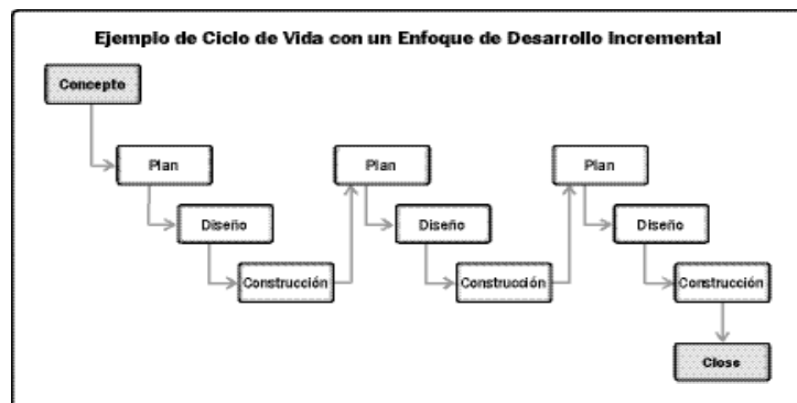 Ejemplo de Ciclo de Vida con un Enfoque de Desarrollo Incremental
Concepto
Plan
Plan
Plan
Diseño
Diseño
Diseño
Construcción
Construcción
Construcción
Close